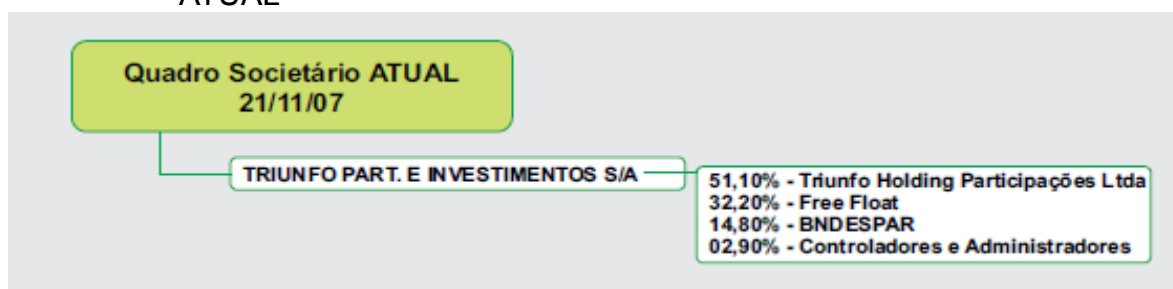 ATUAL
Quadro Societário ATUAL
21/11/07
TRIUNFO PART. E INVESTIMENTOS S/A
51,10% - Triunfo Holding Participações Ltda
32,20% - Free Float
14,80% - BNDESPAR
02,90% - Controladores e Administradores